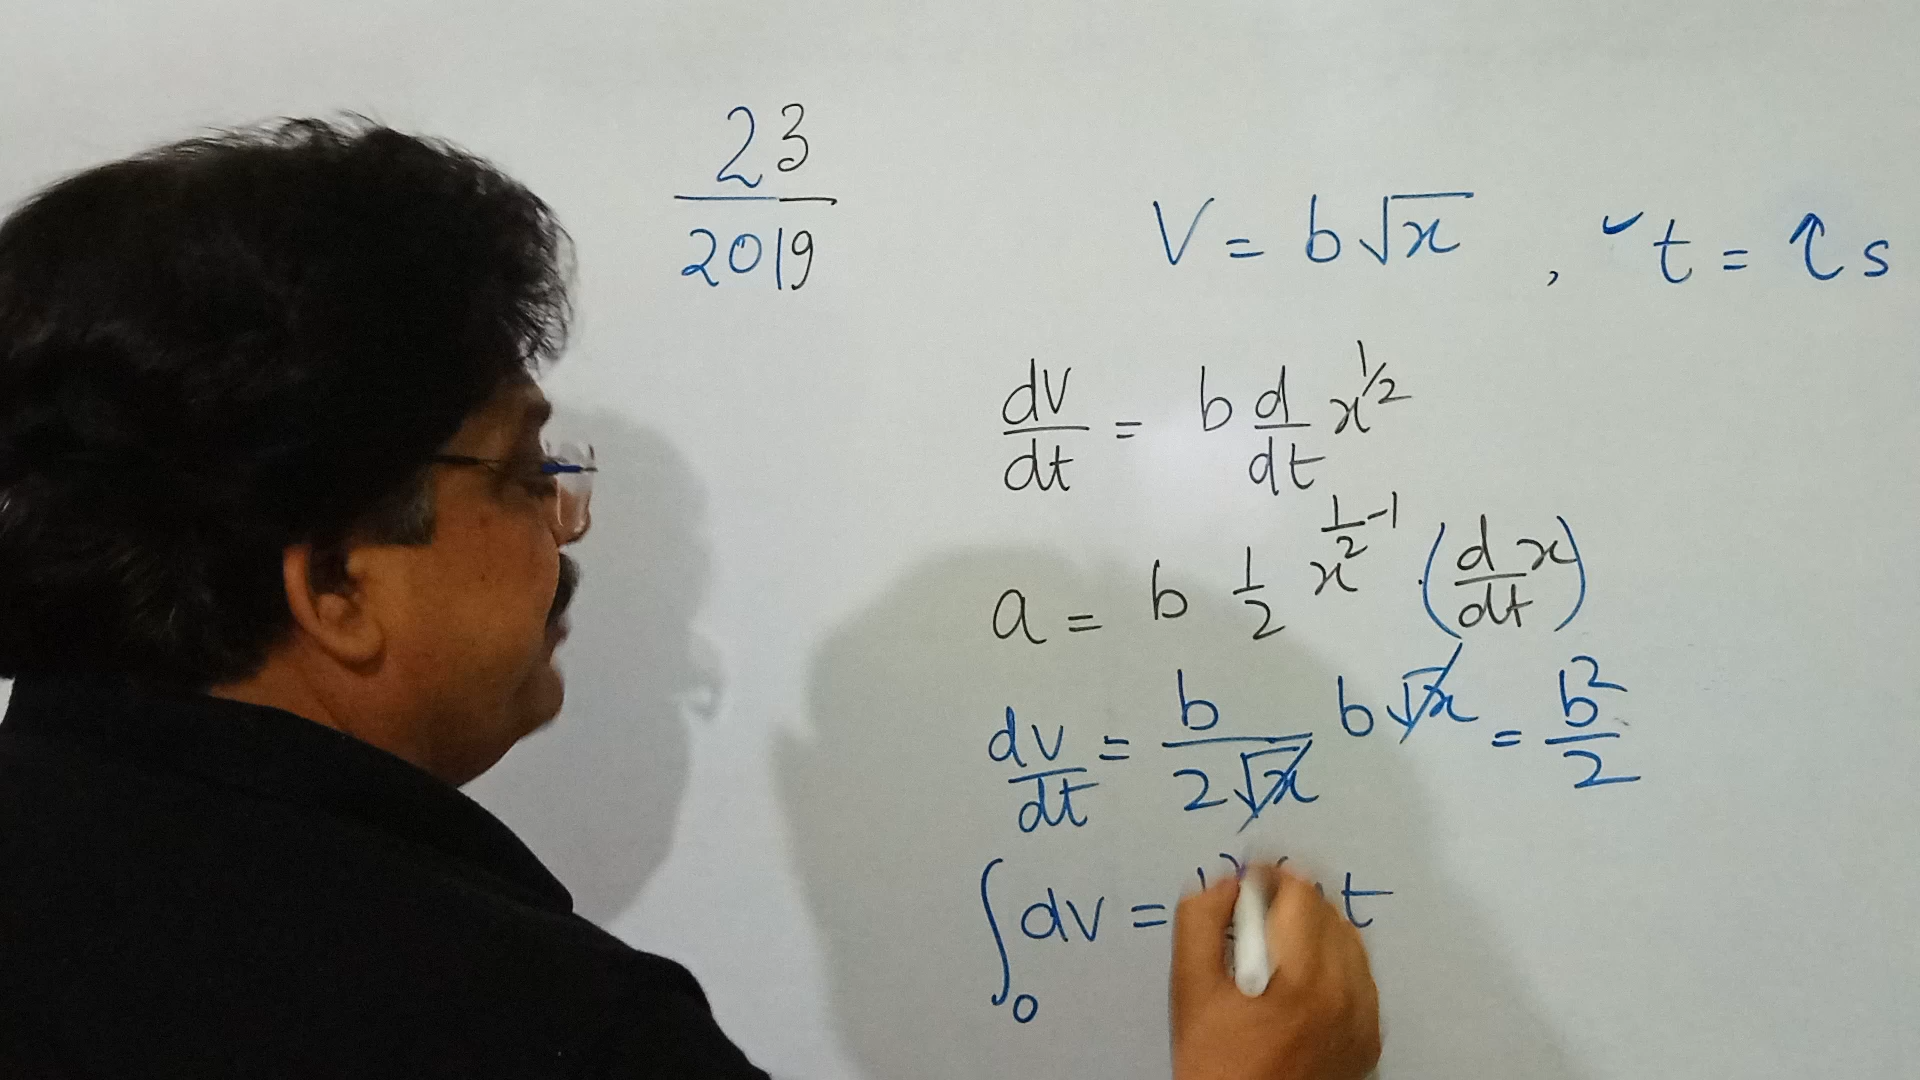 23
2019
V = b√x , t = τ s
dv/dt = b d/dt x^1/2
a = b 1/2 x^1/2-1 . (d/dt x)
dv/dt = b/2√x b√x = b²/2
∫0 dv = t